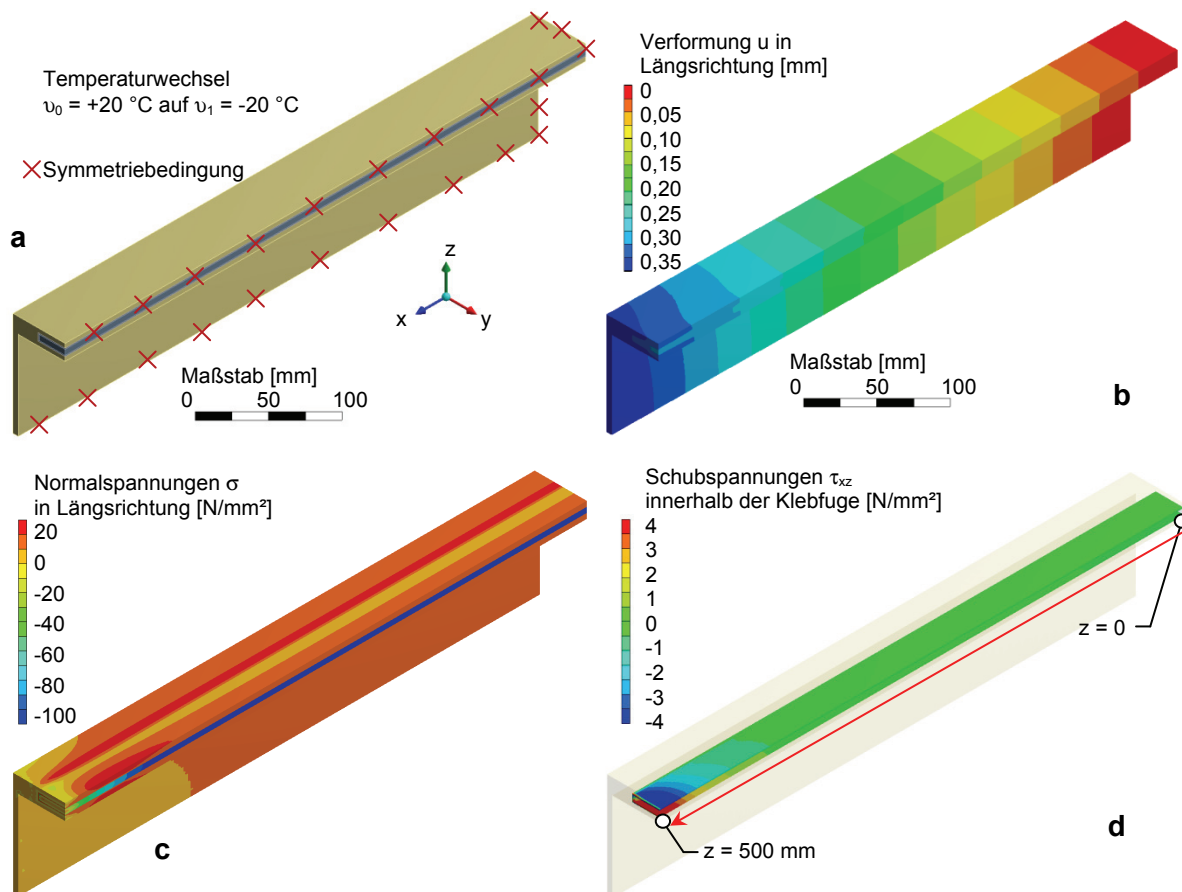 Temperaturwechsel
υ0 = +20 °C auf υ1 = -20 °C
Symmetriebedingung
a
z
x
y
Maßstab [mm]
0 50 100
Verformung u in
Längsrichtung [mm]
0
0,05
0,10
0,15
0,20
0,25
0,30
0,35
Maßstab [mm]
0 50 100
b
Normalspannungen σ
in Längsrichtung [N/mm²]
20
0
-20
-40
-60
-80
-100
c
Schubspannungen τxz
innerhalb der Klebfuge [N/mm²]
4
3
2
1
0
-1
-2
-3
-4
z = 0
z = 500 mm
d